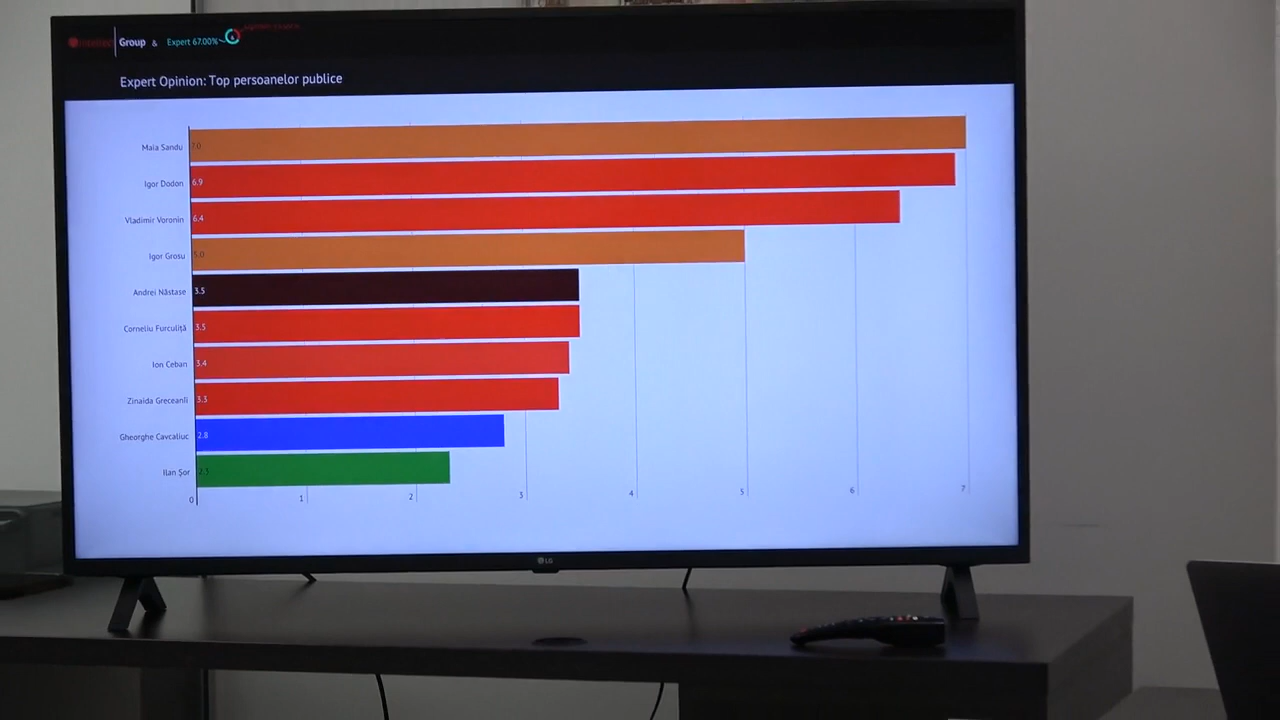 Group & Expert 67.00%
Expert Opinion: Top persoanelor publice
Maia Sandu 7.0
Igor Dodon 6.9
Vladimir Voronin 6.4
Igor Grosu 5.0
Andrei Năstase 3.5
Corneliu Furculiță 3.5
Ion Ceban 3.4
Zinaida Greceanîi 3.3
Gheorghe Cavcaliuc 2.8
Ilan Șor
0 1 2 3 4 5 6 7
LG